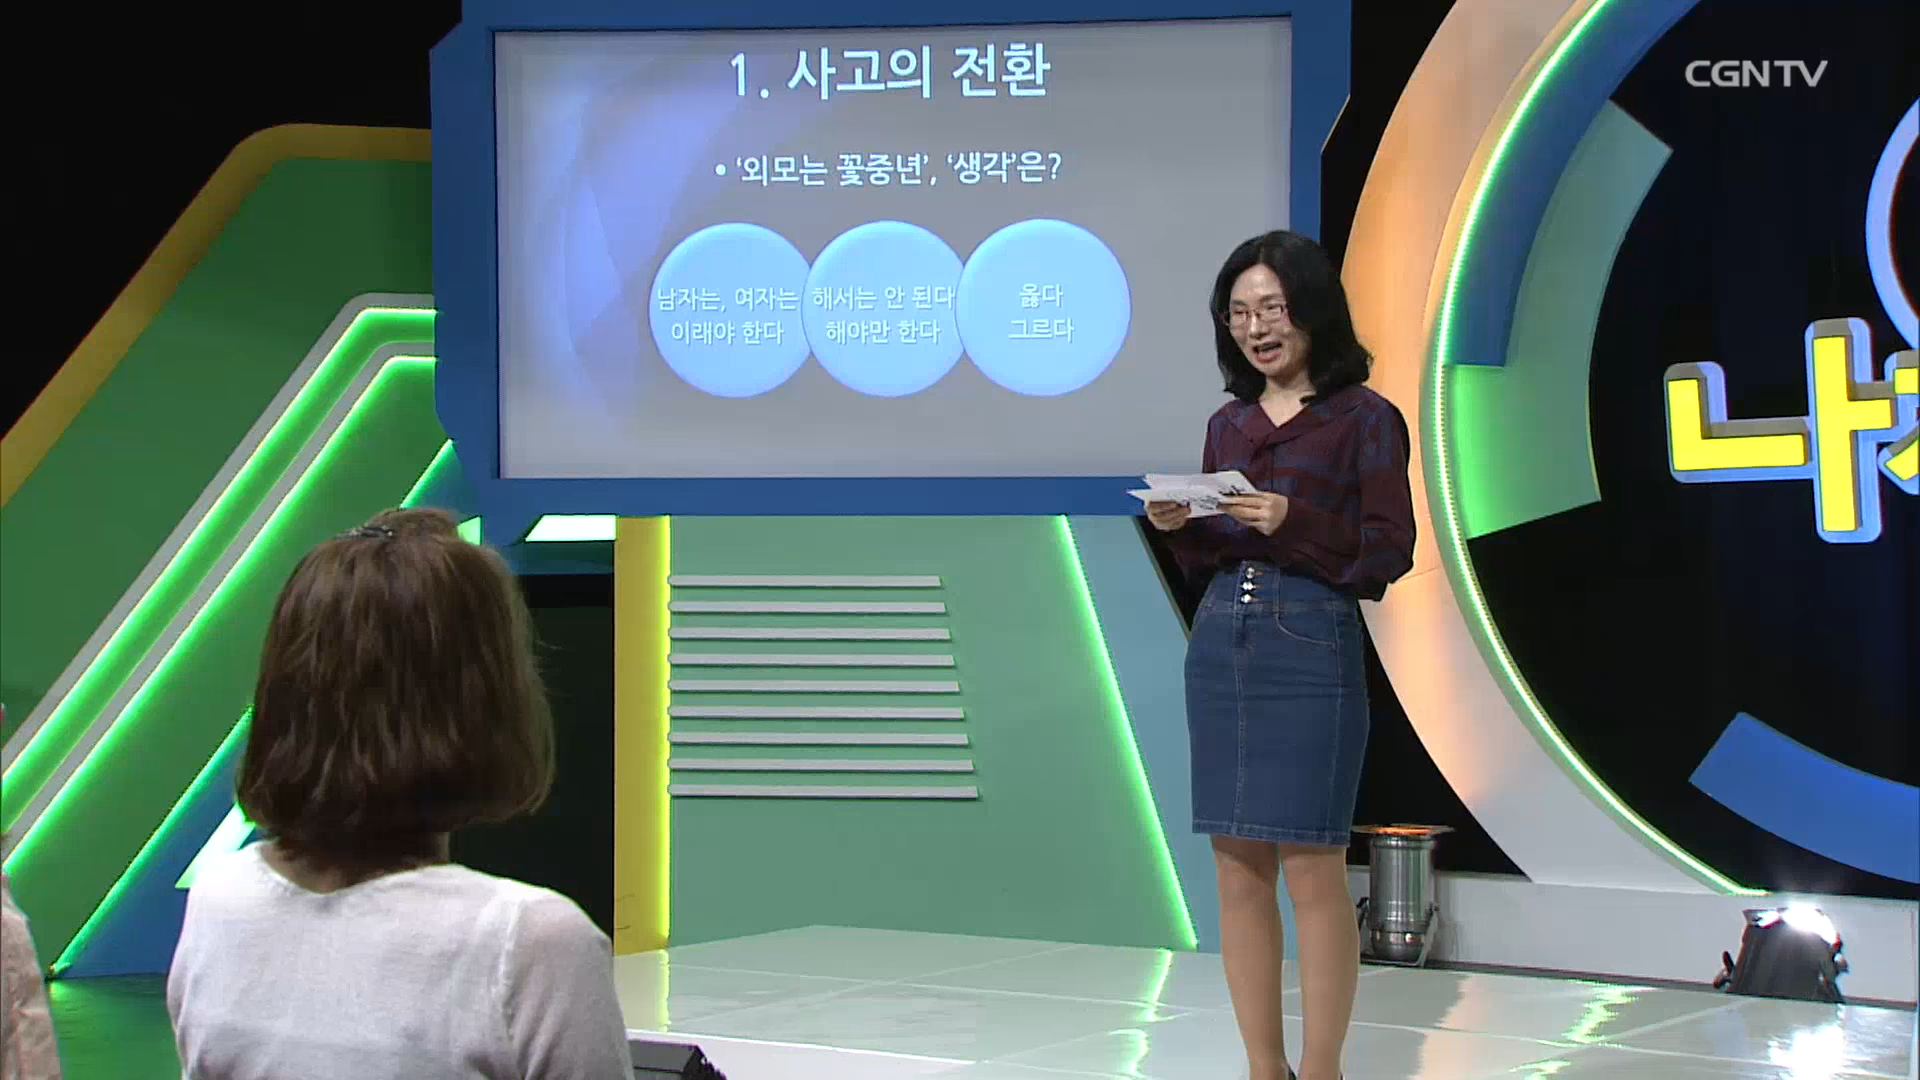 CGNTV
1. 사고의 전환
• ‘외모는 꽃중년’, ‘생각’은?
남자는, 여자는
이래야 한다
해서는 안 된다
해야만 한다
옳다
그르다
나